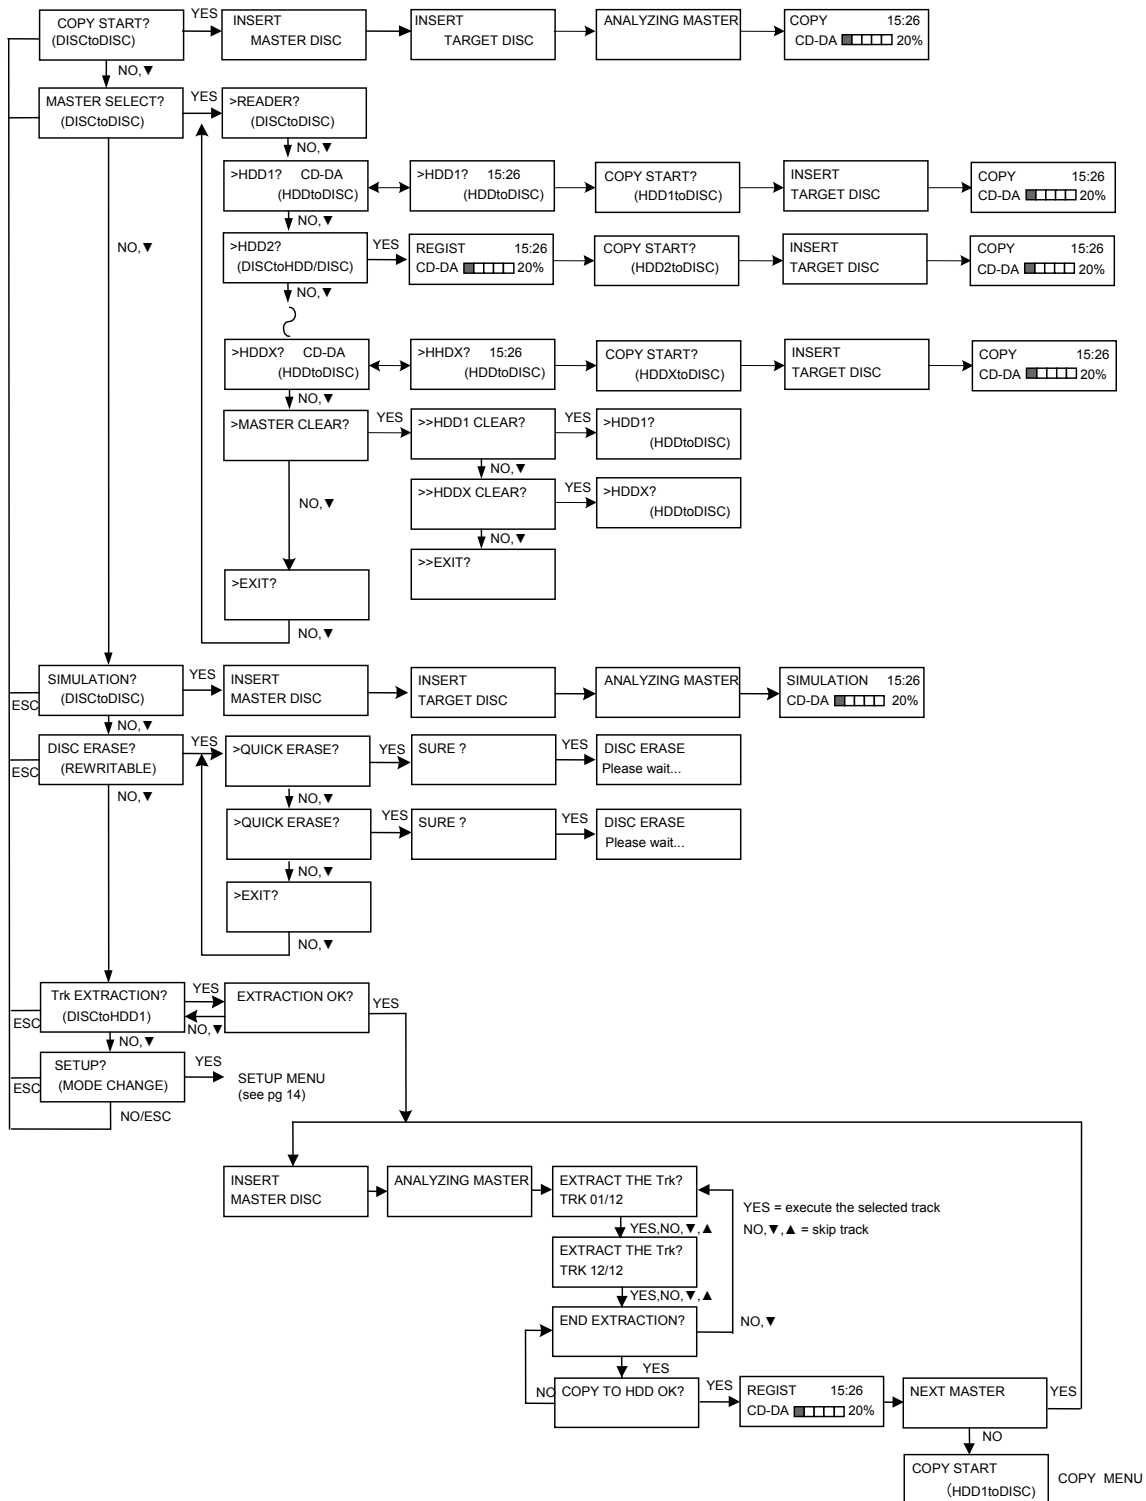 COPY START?
(DISCtoDISC)
YES
INSERT
MASTER DISC
INSERT
TARGET DISC
ANALYZING MASTER
COPY 15:26
CD-DA 20%
NO,▼
MASTER SELECT?
(DISCtoDISC)
YES
>READER?
(DISCtoDISC)
NO,▼
>HDD1? CD-DA
(HDDtoDISC)
>HDD1? 15:26
(HDDtoDISC)
COPY START?
(HDD1toDISC)
INSERT
TARGET DISC
COPY 15:26
CD-DA 20%
NO,▼
NO,▼
>HDD2?
(DISCtoHDD/DISC)
YES
REGIST 15:26
CD-DA 20%
COPY START?
(HDD2toDISC)
INSERT
TARGET DISC
COPY 15:26
CD-DA 20%
NO,▼
>HDDX? CD-DA
(HDDtoDISC)
>HHDX? 15:26
(HDDtoDISC)
COPY START?
(HDDXtoDISC)
INSERT
TARGET DISC
COPY 15:26
CD-DA 20%
NO,▼
>MASTER CLEAR?
YES
>>HDD1 CLEAR?
YES
>HDD1?
(HDDtoDISC)
NO,▼
NO,▼
>>HDDX CLEAR?
YES
>HDDX?
(HDDtoDISC)
NO,▼
>>EXIT?
>EXIT?
NO,▼
SIMULATION?
(DISCtoDISC)
YES
INSERT
MASTER DISC
INSERT
TARGET DISC
ANALYZING MASTER
SIMULATION 15:26
CD-DA 20%
ESC
NO,▼
DISC ERASE?
(REWRITABLE)
YES
>QUICK ERASE?
YES
SURE ?
YES
DISC ERASE
Please wait...
ESC
NO,▼
NO,▼
>QUICK ERASE?
YES
SURE ?
YES
DISC ERASE
Please wait...
NO,▼
>EXIT?
NO,▼
Trk EXTRACTION?
(DISCtoHDD1)
YES
EXTRACTION OK?
YES
ESC
NO,▼
NO,▼
SETUP?
(MODE CHANGE)
YES
SETUP MENU
(see pg 14)
ESC
NO/ESC
INSERT
MASTER DISC
ANALYZING MASTER
EXTRACT THE Trk?
TRK 01/12
YES = execute the selected track
NO,▼,▲ = skip track
YES,NO,▼,▲
EXTRACT THE Trk?
TRK 12/12
YES,NO,▼,▲
END EXTRACTION?
NO,▼
YES
NO
COPY TO HDD OK?
YES
REGIST 15:26
CD-DA 20%
NEXT MASTER
YES
NO
COPY START
(HDD1toDISC)
COPY MENU